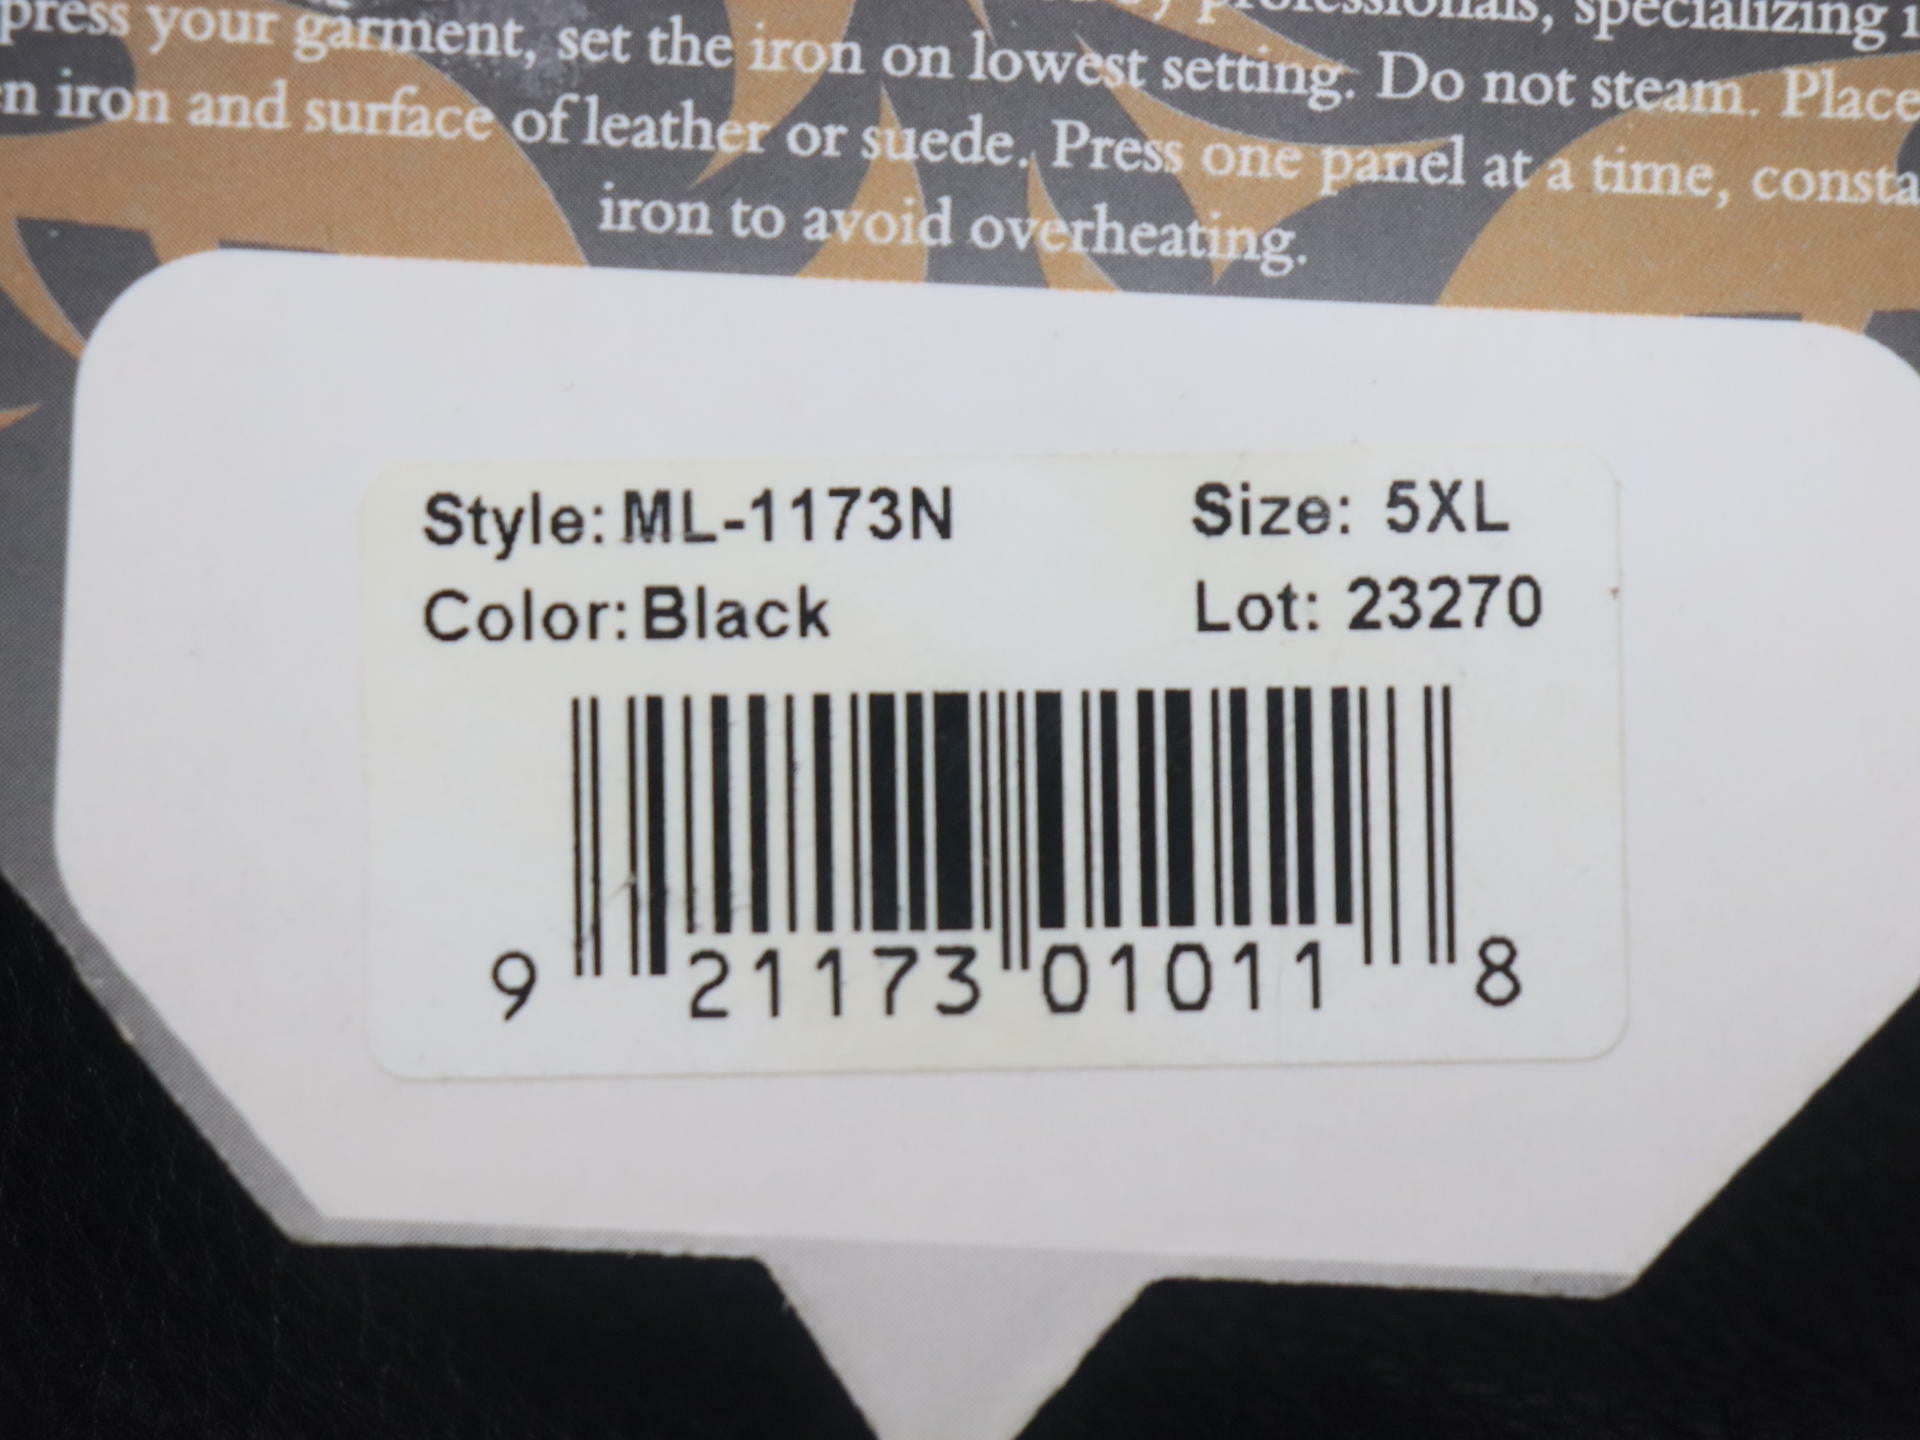 professionals, specializing
press your garment, set the iron on lowest setting. Do not steam. Place
iron and surface of leather or suede. Press one panel at a time,
iron to avoid overheating.
Style: ML-1173N Size: 5XL
Color: Black Lot: 23270
9 21173 01011 8